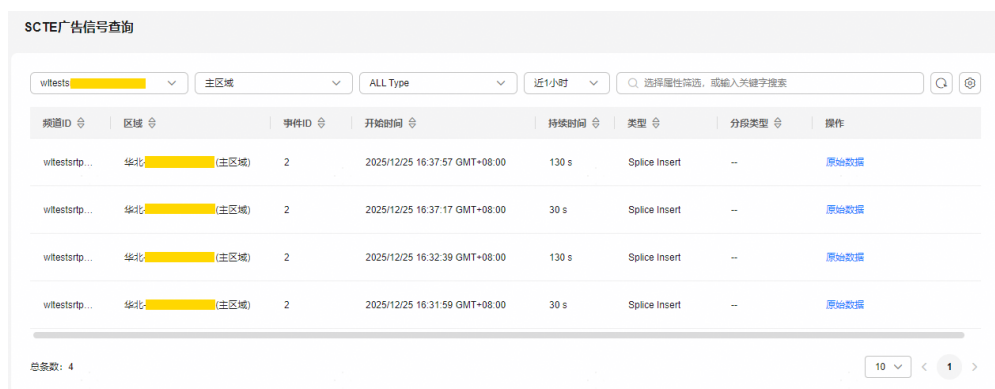 SCTE广告信号查询
wltests 主区域 ALL Type 近1小时 选择属性筛选，或输入关键字搜索
频道ID 区域 事件ID 开始时间 持续时间 类型 分段类型 操作
wltestsrtp... 华北- (主区域) 2 2025/12/25 16:37:57 GMT+08:00 130 s Splice Insert -- 原始数据
wltestsrtp... 华北- (主区域) 2 2025/12/25 16:37:17 GMT+08:00 30 s Splice Insert -- 原始数据
wltestsrtp... 华北- (主区域) 2 2025/12/25 16:32:39 GMT+08:00 130 s Splice Insert -- 原始数据
wltestsrtp... 华北- (主区域) 2 2025/12/25 16:31:59 GMT+08:00 30 s Splice Insert -- 原始数据
总条数：4 10 < 1 >